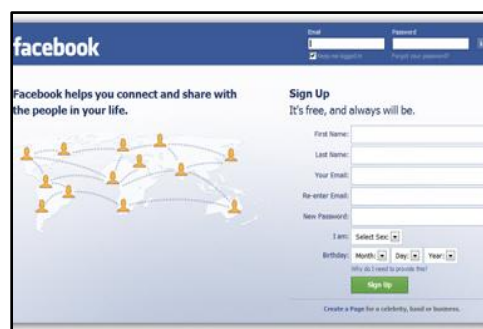 Email Password
facebook
Keep me logged in Forgot your password?
Facebook helps you connect and share with
the people in your life.
Sign Up
It's free, and always will be.
First Name:
Last Name:
Your Email:
Re-enter Email:
New Password:
I am: Select Sex:
Birthday: Month: Day: Year:
Why do I need to provide this?
Sign Up
Create a Page for a celebrity, band or business.